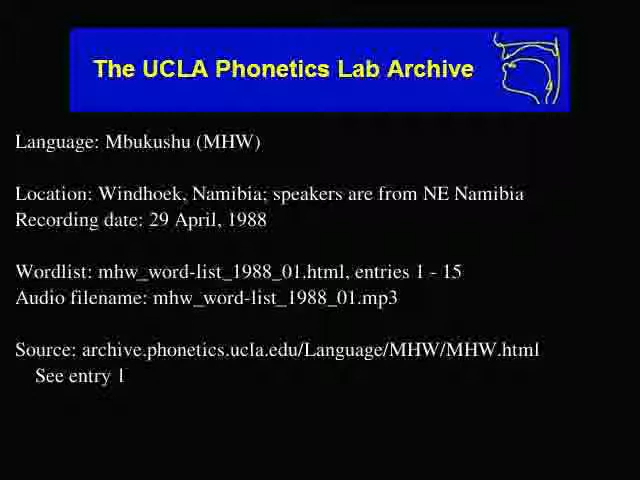 The UCLA Phonetics Lab Archive
Language: Mbukushu (MHW)
Location: Windhoek, Namibia; speakers are from NE Namibia
Recording date: 29 April, 1988
Wordlist: mhw_word-list_1988_01.html, entries 1 - 15
Audio filename: mhw_word-list_1988_01.mp3
Source: archive.phonetics.ucla.edu/Language/MHW/MHW.html
See entry 1